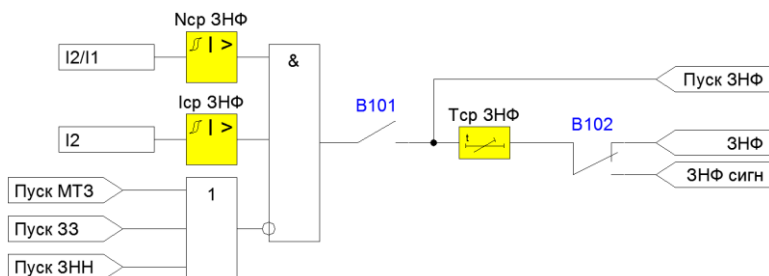 Nср ЗНФ
I2/I1
I >
&
Пуск ЗНФ
B101
Iср ЗНФ
Tср ЗНФ
B102
I2
I >
t
ЗНФ
ЗНФ сигн
Пуск МТЗ
1
Пуск ЗЗ
Пуск ЗНН